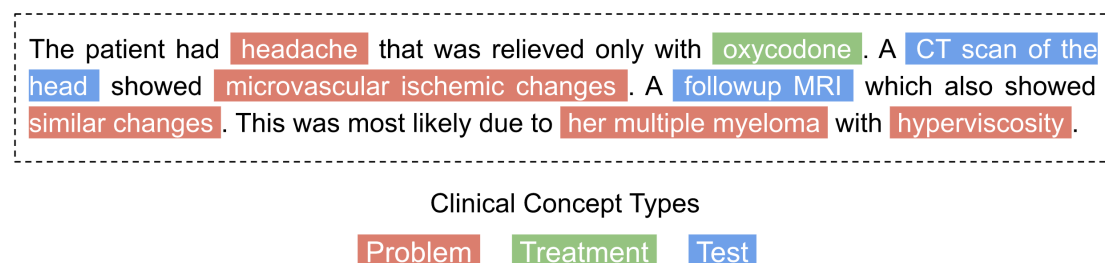 The patient had headache that was relieved only with oxycodone. A CT scan of the
head showed microvascular ischemic changes. A followup MRI which also showed
similar changes. This was most likely due to her multiple myeloma with hyperviscosity.
Clinical Concept Types
Problem Treatment Test